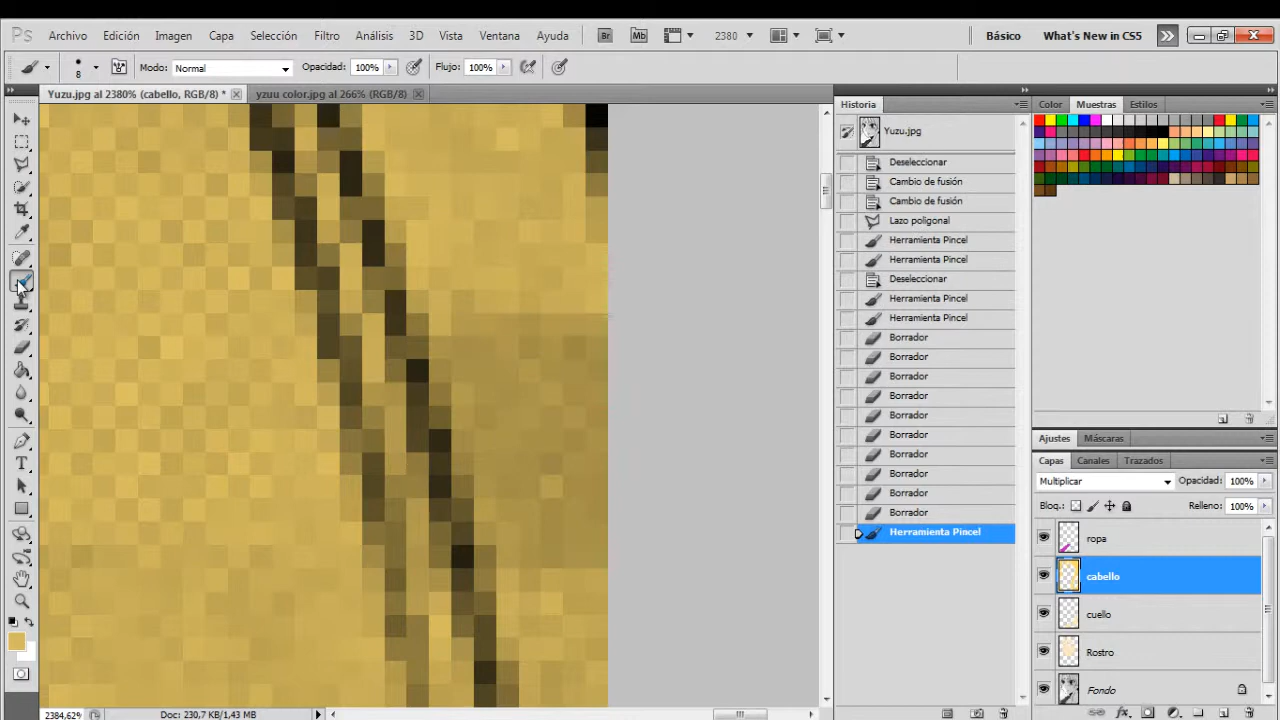 Ps Archivo Edición Imagen Capa Selección Filtro Análisis 3D Vista Ventana Ayuda Br Mb 2380 Básico What's New in CS5
8 Modo: Normal Opacidad: 100% Flujo: 100%
Yuzu.jpg al 2380% (cabello, RGB/8) * yzuu color.jpg al 266% (RGB/8)
Historia
Yuzu.jpg
Deseleccionar
Cambio de fusión
Cambio de fusión
Lazo poligonal
Herramienta Pincel
Herramienta Pincel
Deseleccionar
Herramienta Pincel
Herramienta Pincel
Borrador
Borrador
Borrador
Borrador
Borrador
Borrador
Borrador
Borrador
Borrador
Borrador
Herramienta Pincel
Color Muestras Estilos
Ajustes Máscaras
Capas Canales Trazados
Multiplicar Opacidad: 100%
Bloq.: Relleno: 100%
ropa
cabello
cuello
Rostro
Fondo
2384,62% Doc: 230,7 KB/1,43 MB